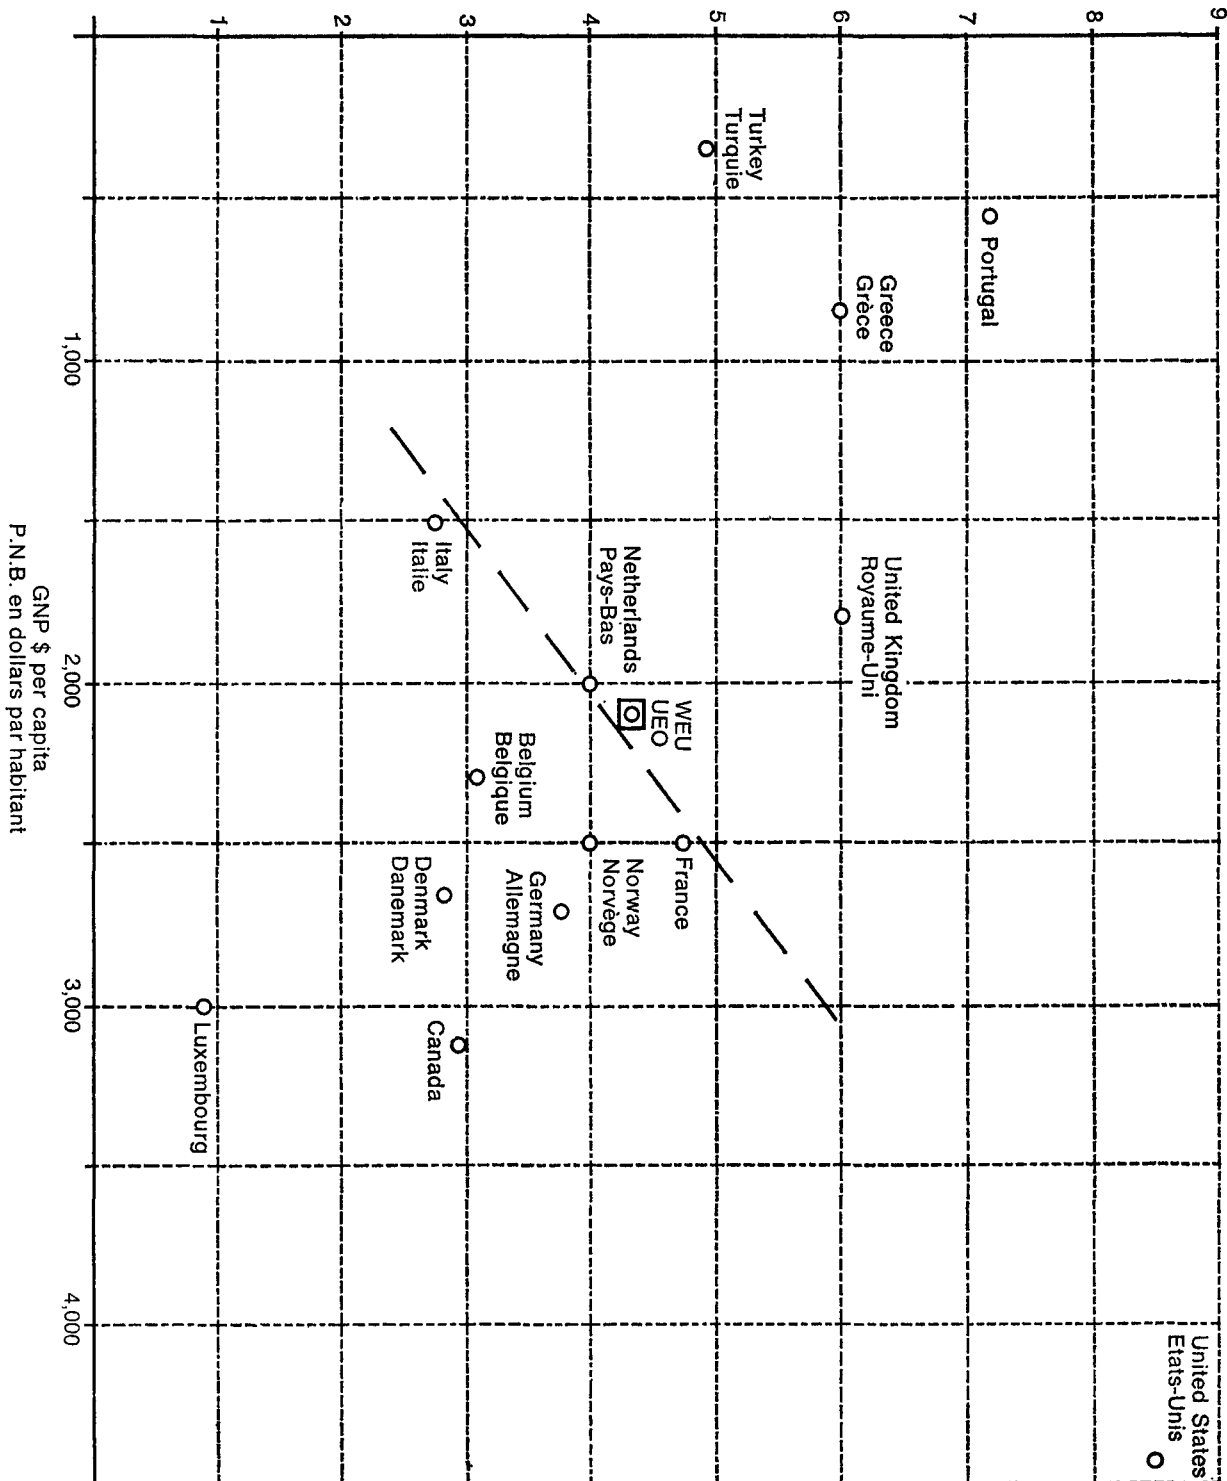 9
8
7
6
5
4
3
2
1
United States
Etats-Unis
Portugal
Greece
Grèce
United Kingdom
Royaume-Uni
Turkey
Turquie
France
WEU
UEO
Netherlands
Pays-Bas
Norway
Norvège
Germany
Allemagne
Belgium
Belgique
Italy
Italie
Denmark
Danemark
Canada
Luxembourg
1,000
2,000
3,000
4,000
GNP $ per capita
P.N.B. en dollars par habitant